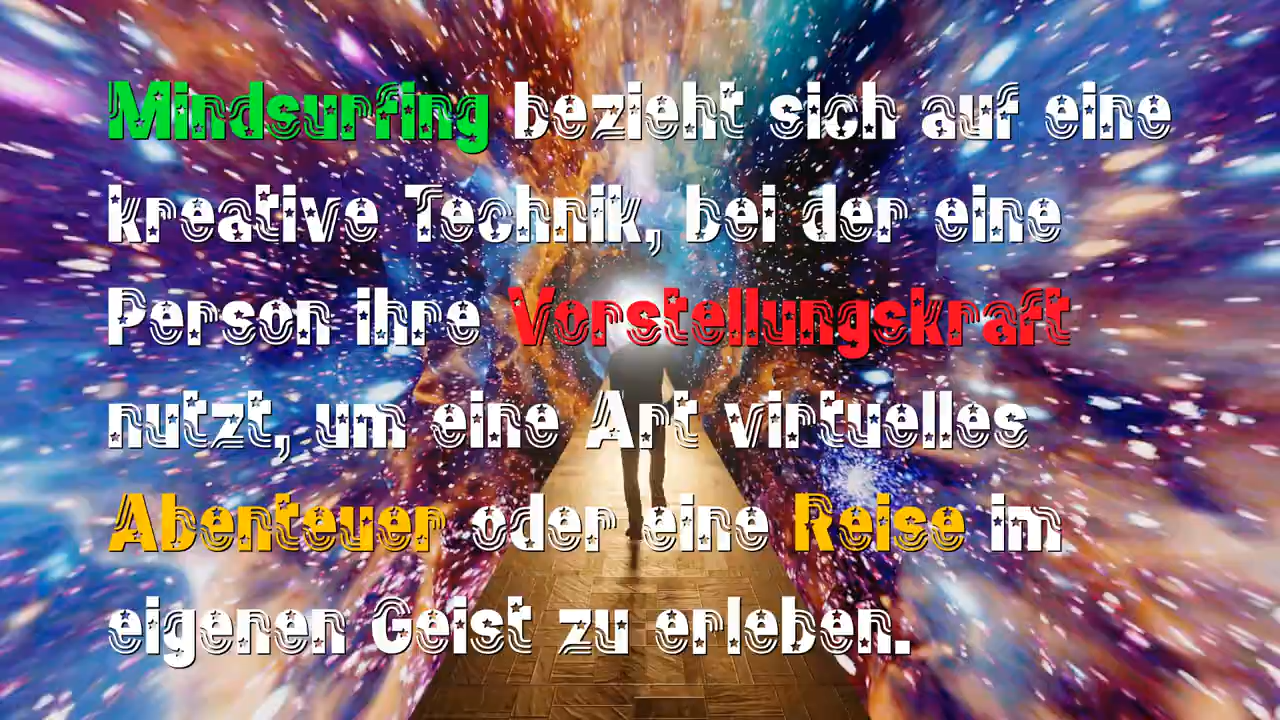 Mindsurfing bezieht sich auf eine
kreative Technik, bei der eine
Person ihre Vorstellungskraft
nutzt, um eine Art virtuelles
Abenteuer oder eine Reise im
eigenen Geist zu erleben.